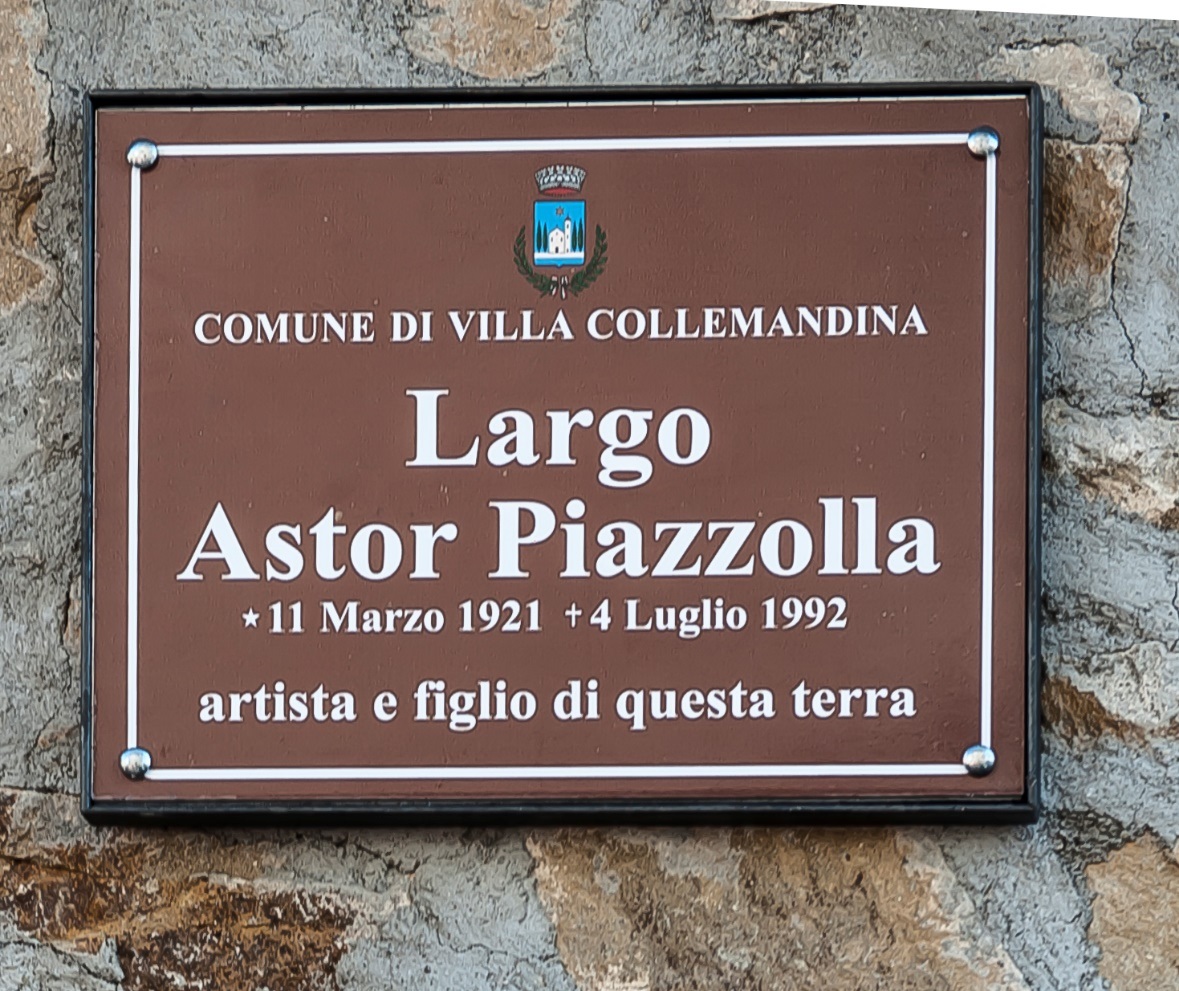 COMUNE DI VILLA COLLEMANDINA
Largo
Astor Piazzolla
★11 Marzo 1921 +4 Luglio 1992
artista e figlio di questa terra